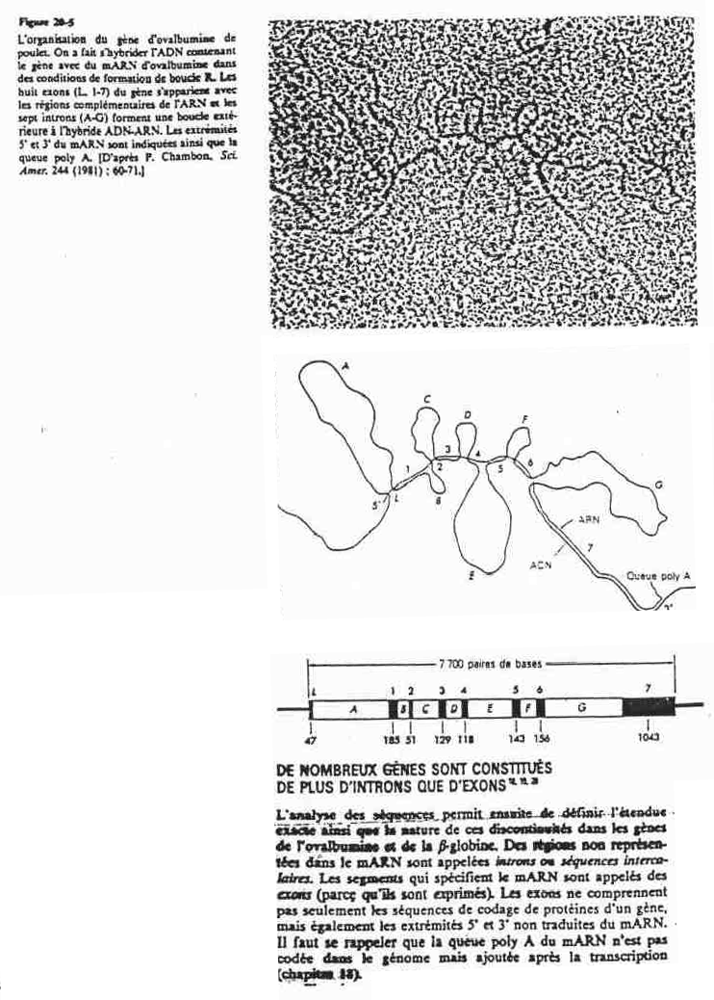 Figure 20-5
L'organisation du gène d'ovalbumine de
poulet. On a fait s'hybrider l'ADN contenant
le gène avec du mARN d'ovalbumine dans
des conditions de formation de boucle R. Les
huit exons (L. 1-7) du gène s'apparient avec
les régions complémentaires de l'ARN et les
sept introns (A-G) forment une boucle exté-
rieure à l'hybride ADN-ARN. Les extrémités
5' et 3' du mARN sont indiquées ainsi que la
queue poly A. [D'après P. Chambon, Sci.
Amer. 244 (1981) : 60-71.]
A
C
D
F
3
4
1
2
5
6
G
5'
L
B
ARN
7
ADN
E
Queue poly A
3'
7 700 paires de bases
L 1 2 3 4 5 6 7
A B C D E F G
47 185 51 129 118 143 156 1043
DE NOMBREUX GÈNES SONT CONSTITUÉS
DE PLUS D'INTRONS QUE D'EXONS
L'analyse des séquences permit ensuite de définir l'étendue
exacte ainsi que la nature de ces discontinuités dans les gènes
de l'ovalbumine et de la β-globine. Des régions non représen-
tées dans le mARN sont appelées introns ou séquences interca-
laires. Les segments qui spécifient le mARN sont appelés des
exons (parce qu'ils sont exprimés). Les exons ne comprennent
pas seulement les séquences de codage de protéines d'un gène,
mais également les extrémités 5' et 3' non traduites du mARN.
Il faut se rappeler que la queue poly A du mARN n'est pas
codée dans le génome mais ajoutée après la transcription
(chapitre 18).